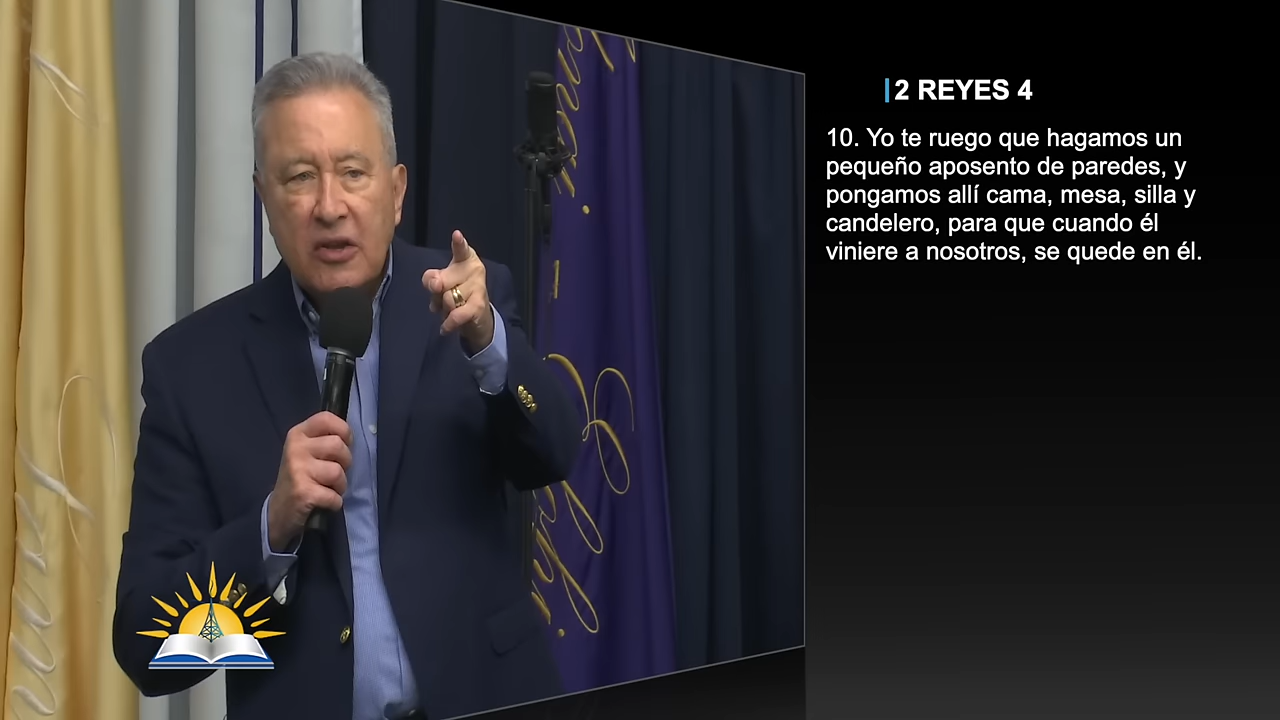 2 REYES 4
10. Yo te ruego que hagamos un
pequeño aposento de paredes, y
pongamos allí cama, mesa, silla y
candelero, para que cuando él
viniere a nosotros, se quede en él.